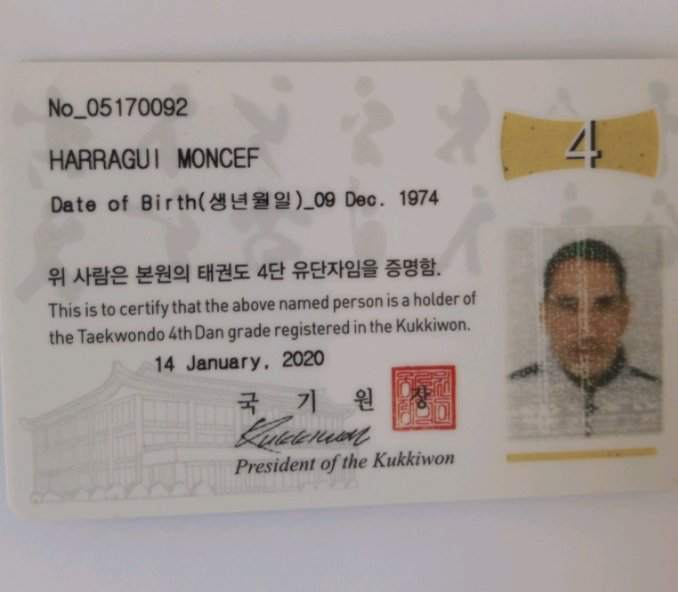 No_05170092
4
HARRAGUI MONCEF
Date of Birth(생년월일)_09 Dec. 1974
위 사람은 본원의 태권도 4단 유단자임을 증명함.
This is to certify that the above named person is a holder of
the Taekwondo 4th Dan grade registered in the Kukkiwon.
14 January, 2020
국 기 원 장
Kukkiwon
President of the Kukkiwon